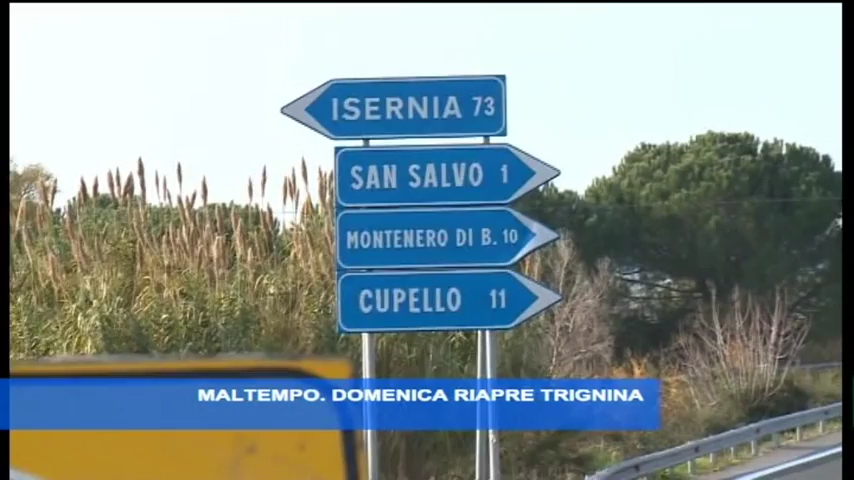 ISERNIA 73
SAN SALVO 1
MONTENERO DI B. 10
CUPELLO 11
MALTEMPO. DOMENICA RIAPRE TRIGNINA